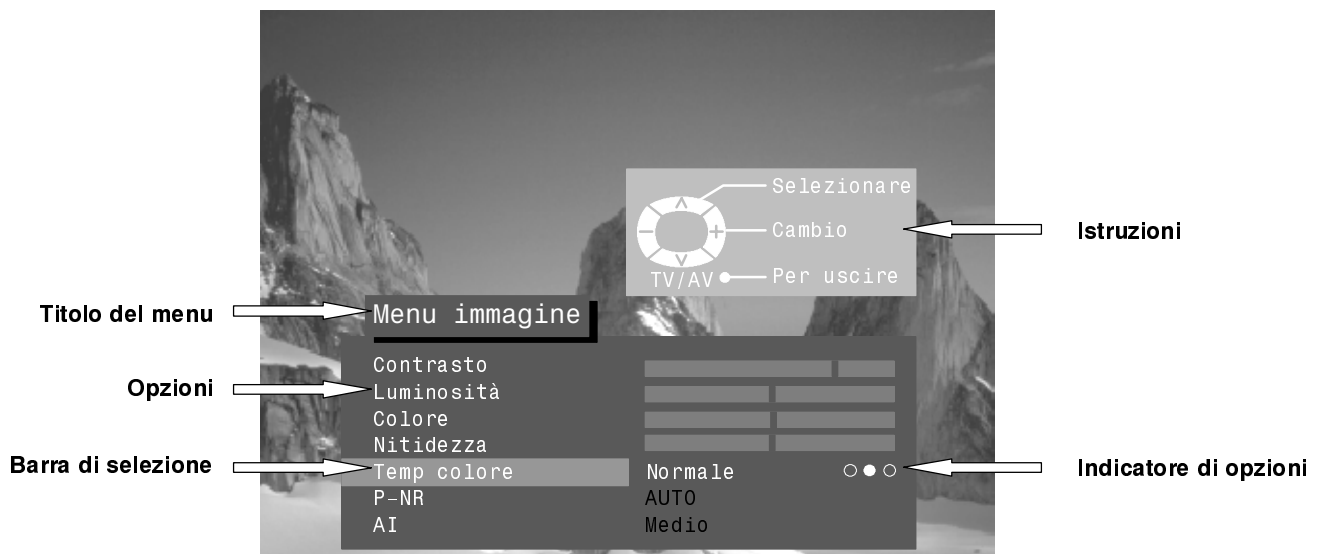 Selezionare
Cambio
TV/AV Per uscire
Istruzioni
Titolo del menu
Menu immagine
Contrasto
Opzioni
Luminosità
Colore
Nitidezza
Barra di selezione
Temp colore Normale
Indicatore di opzioni
P-NR AUTO
AI Medio